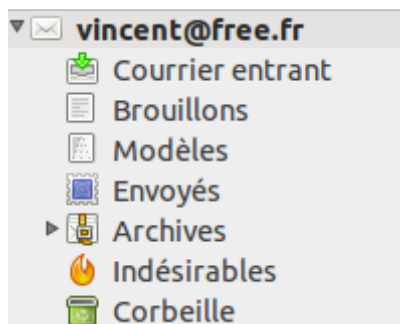 vincent@free.fr
Courrier entrant
Brouillons
Modèles
Envoyés
Archives
Indésirables
Corbeille